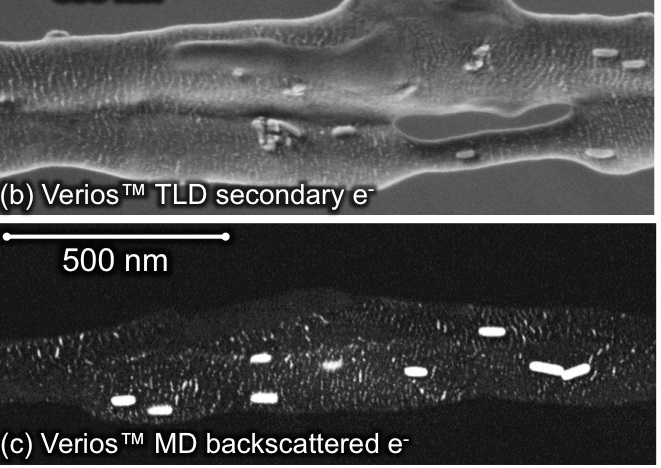 (b) Verios™ TLD secondary e-
500 nm
(c) Verios™ MD backscattered e-